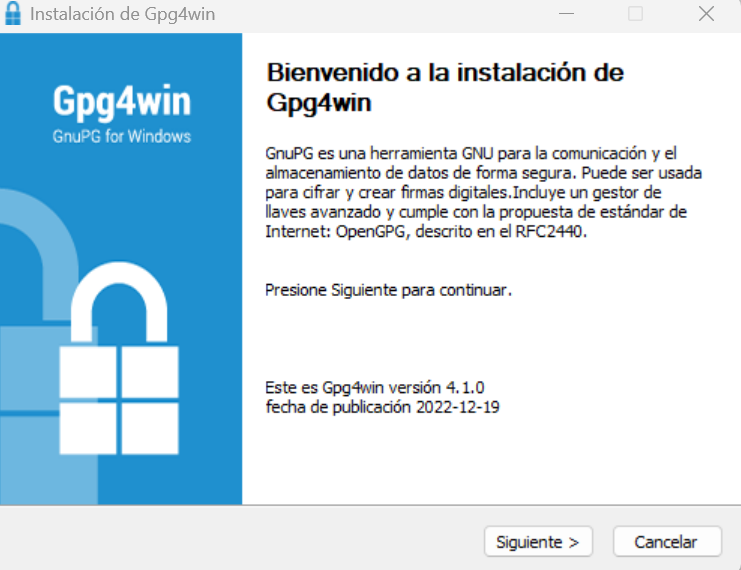 Instalación de Gpg4win
Gpg4win
GnuPG for Windows
Bienvenido a la instalación de
Gpg4win
GnuPG es una herramienta GNU para la comunicación y el
almacenamiento de datos de forma segura. Puede ser usada
para cifrar y crear firmas digitales.Incluye un gestor de
llaves avanzado y cumple con la propuesta de estándar de
Internet: OpenGPG, descrito en el RFC2440.
Presione Siguiente para continuar.
Este es Gpg4win versión 4.1.0
fecha de publicación 2022-12-19
Siguiente >
Cancelar